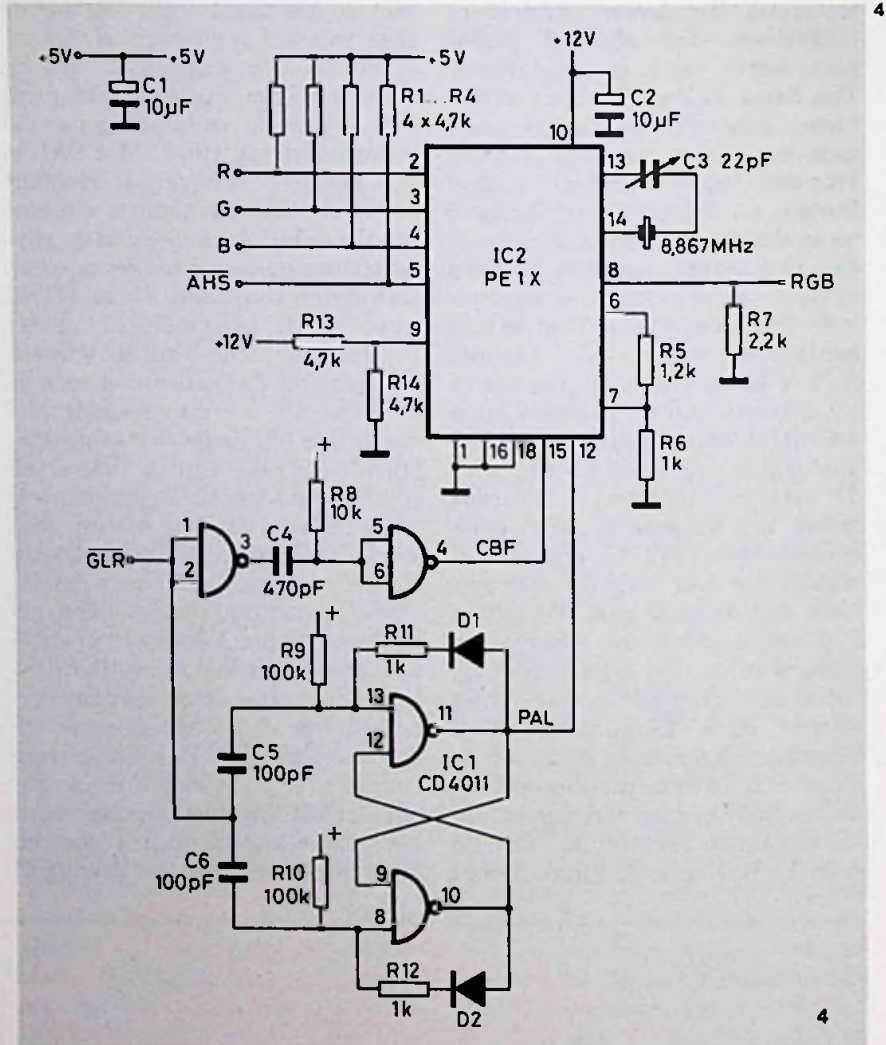 4
+5V +5V
C1
10µF
+5V
R1...R4
4 x 4,7k
+12V
C2
10µF
10
R
2
G
3
B
4
AHS
5
13
C3 22pF
14
8,867MHz
IC2
PE1X
8
RGB
6
R7
2,2k
R5
1,2k
7
R6
1k
+12V
R13
4,7k
9
R14
4,7k
1 16 18 15 12
+
R8
10k
GLR
1
2
3
C4
470pF
5
6
4
CBF
+
R9
100k
R11
1k
D1
13
12
11
PAL
IC1
CD4011
C5
100pF
C6
100pF
+
R10
100k
9
8
10
R12
1k
D2
4